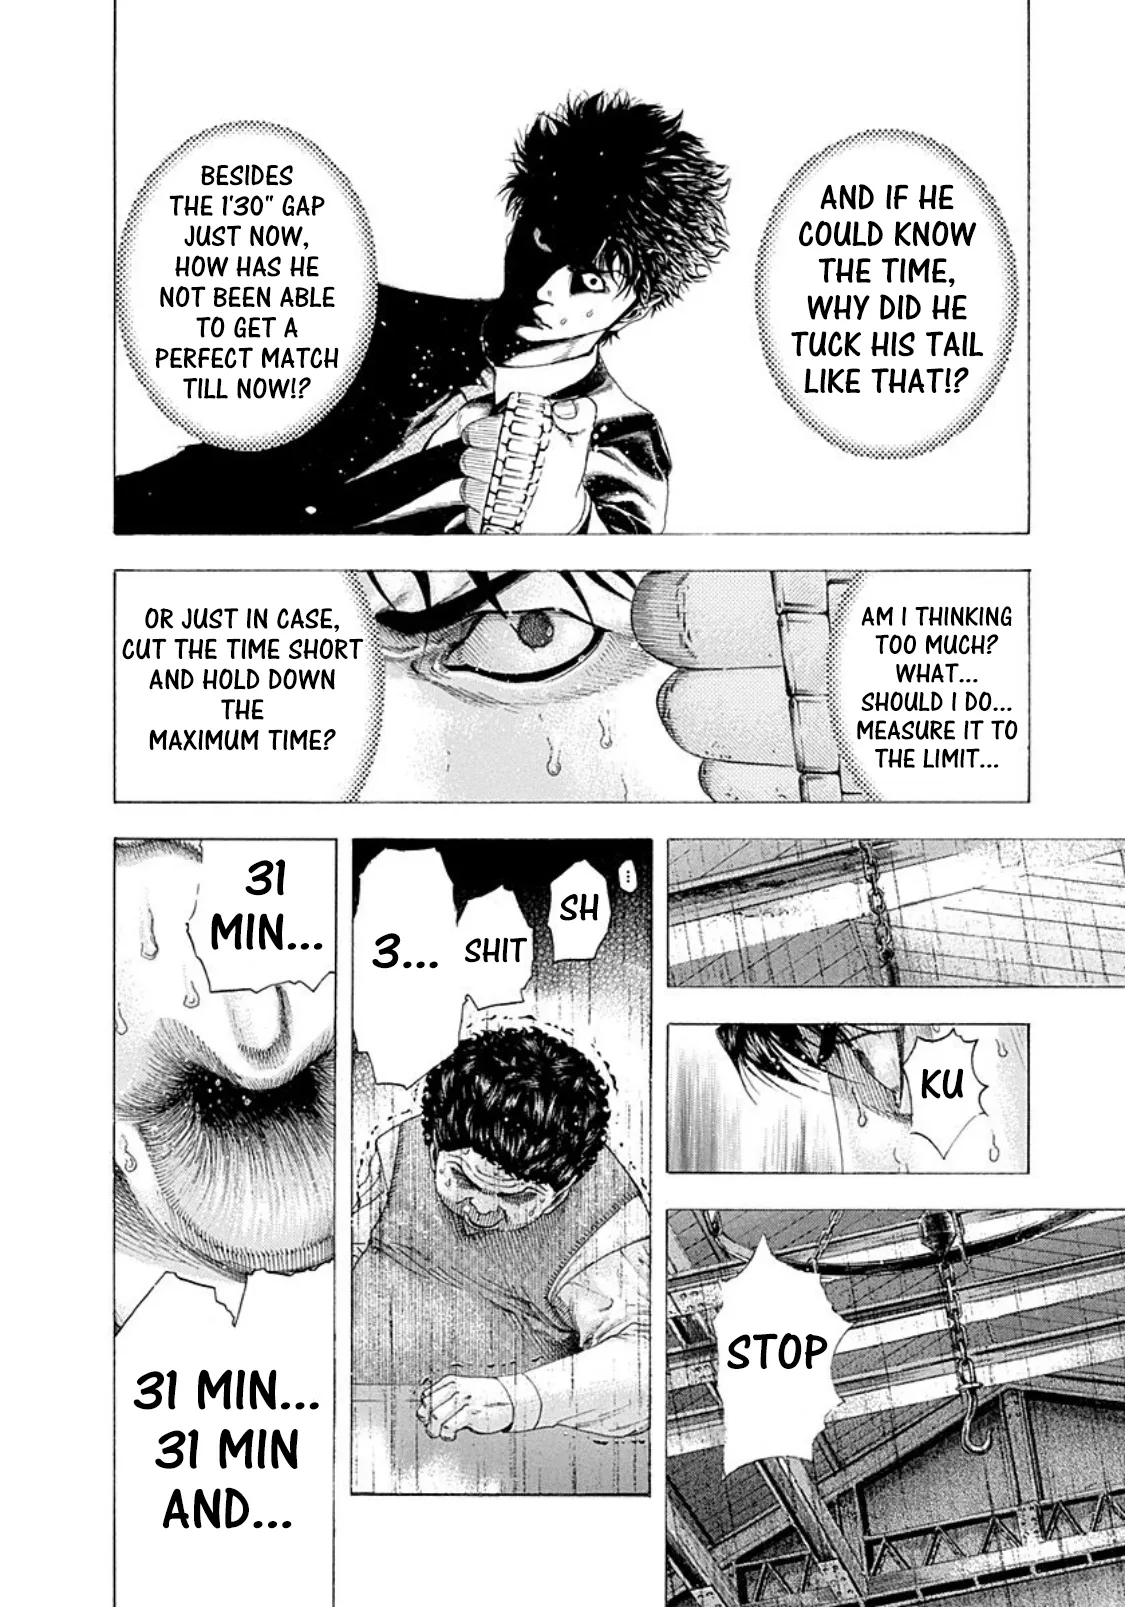 AND IF HE
COULD KNOW
THE TIME,
WHY DID HE
TUCK HIS TAIL
LIKE THAT!?
BESIDES
THE 1'30" GAP
JUST NOW,
HOW HAS HE
NOT BEEN ABLE
TO GET A
PERFECT MATCH
TILL NOW!?
AM I THINKING
TOO MUCH?
WHAT...
SHOULD I DO...
MEASURE IT TO
THE LIMIT...
OR JUST IN CASE,
CUT THE TIME SHORT
AND HOLD DOWN
THE
MAXIMUM TIME?
KU
STOP
...
SH
SHIT
3...
31
MIN...
31 MIN...
31 MIN
AND...